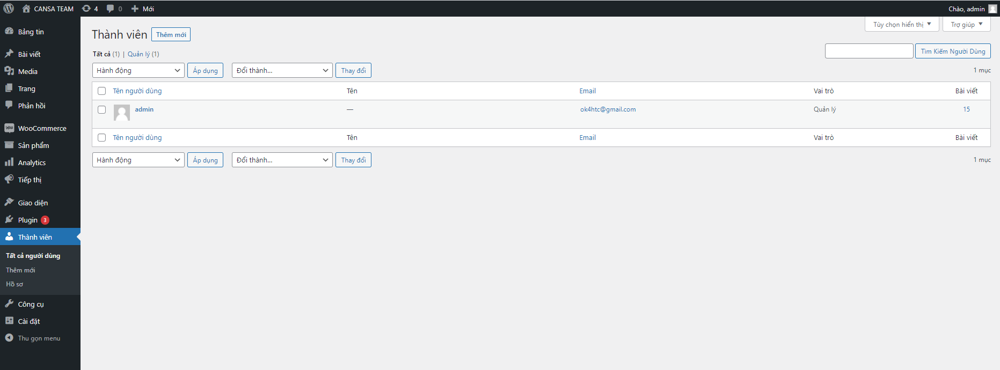 CANSA TEAM 4 0 Mới Chào, admin
Bảng tin
Bài viết
Media
Trang
Phản hồi
WooCommerce
Sản phẩm
Analytics
Tiếp thị
Giao diện
Plugin 3
Thành viên
Tất cả người dùng
Thêm mới
Hồ sơ
Công cụ
Cài đặt
Thu gọn menu
Tùy chọn hiển thị Trợ giúp
Thành viên Thêm mới
Tất cả (1) | Quản lý (1) Tìm Kiếm Người Dùng
Hành động Áp dụng Đổi thành... Thay đổi 1 mục
Tên người dùng Tên Email Vai trò Bài viết
admin — ok4htc@gmail.com Quản lý 15
Tên người dùng Tên Email Vai trò Bài viết
Hành động Áp dụng Đổi thành... Thay đổi 1 mục